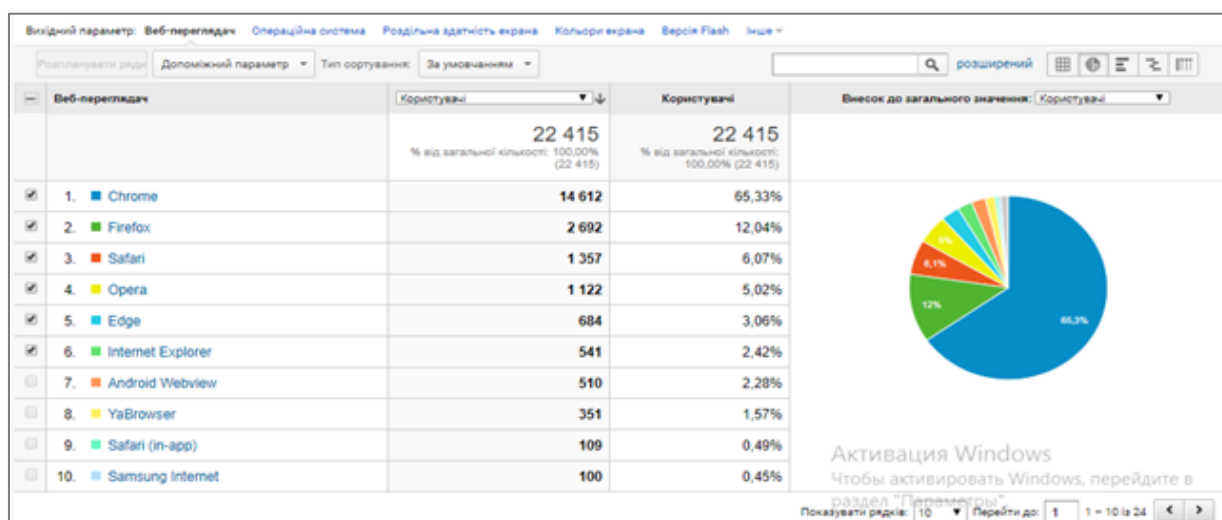 Вихідний параметр: Веб-переглядач Операційна система Роздільна здатність екрана Кольори екрана Версія Flash Інше
Розпланувати ряди Допоміжний параметр Тип сортування: За умовчанням розширений
Веб-переглядач Користувачі Користувачі Внесок до загального значення: Користувачі
22 415 22 415
% від загальної кількості: 100,00% % від загальної кількості:
(22 415) 100,00% (22 415)
1. Chrome 14 612 65,33%
2. Firefox 2 692 12,04%
3. Safari 1 357 6,07%
4. Opera 1 122 5,02%
5. Edge 684 3,06%
6. Internet Explorer 541 2,42%
7. Android Webview 510 2,28%
8. YaBrowser 351 1,57%
9. Safari (in-app) 109 0,49%
10. Samsung Internet 100 0,45%
5%
6,1%
12%
65,3%
Активация Windows
Чтобы активировать Windows, перейдите в
раздел "Параметры".
Показувати рядків: 10 Перейти до: 1 1 – 10 із 24